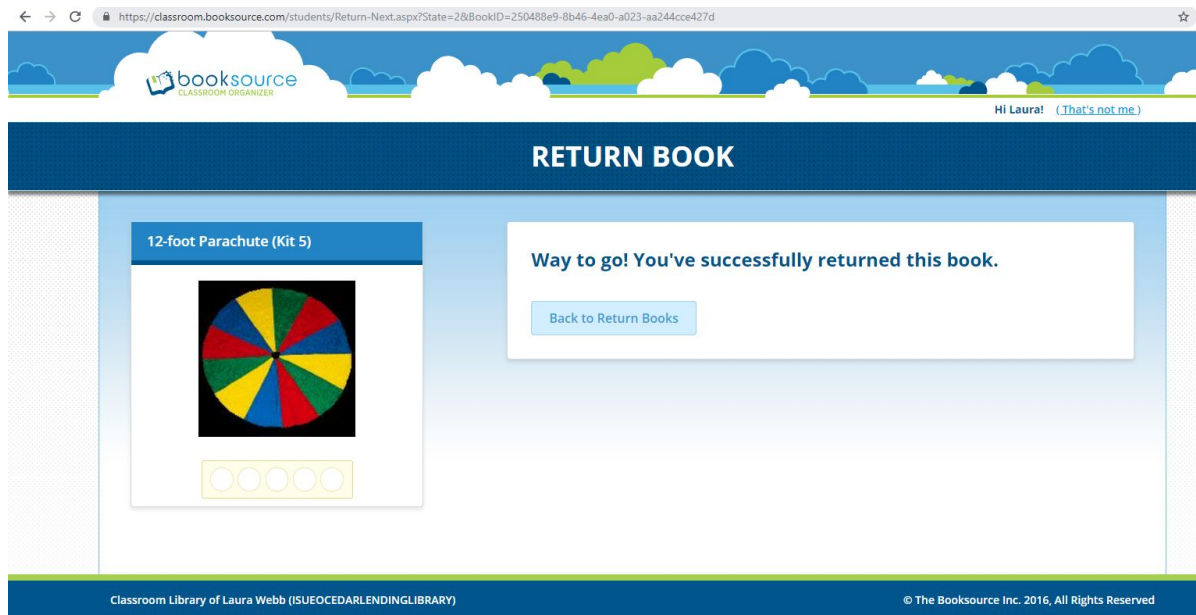 https://classroom.booksource.com/students/Return-Next.aspx?State=2&BookID=250488e9-8b46-4ea0-a023-aa244cce427d
booksource
CLASSROOM ORGANIZER
Hi Laura! (That's not me)
RETURN BOOK
12-foot Parachute (Kit 5)
Way to go! You've successfully returned this book.
Back to Return Books
Classroom Library of Laura Webb (ISUEOCEDARLENDINGLIBRARY)
© The Booksource Inc. 2016, All Rights Reserved